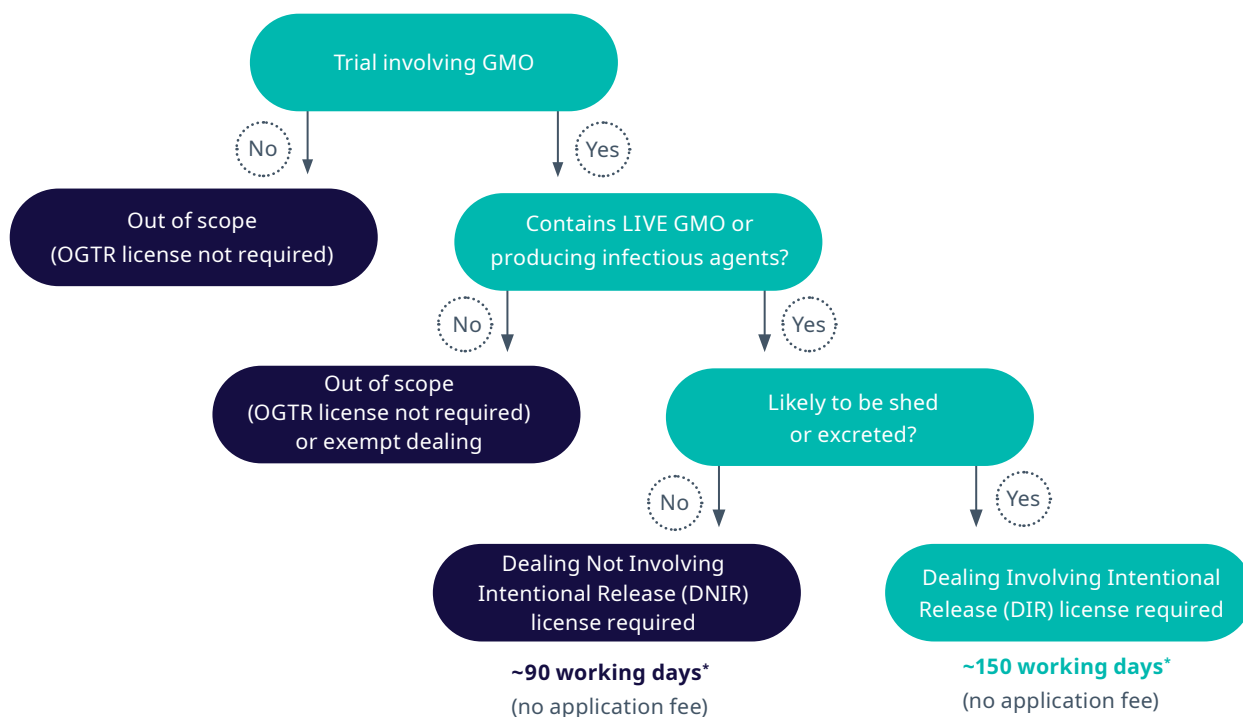 Trial involving GMO
No
Yes
Out of scope
(OGTR license not required)
Contains LIVE GMO or
producing infectious agents?
No
Yes
Out of scope
(OGTR license not required)
or exempt dealing
Likely to be shed
or excreted?
No
Yes
Dealing Not Involving
Intentional Release (DNIR)
license required
Dealing Involving Intentional
Release (DIR) license required
~90 working days*
(no application fee)
~150 working days*
(no application fee)